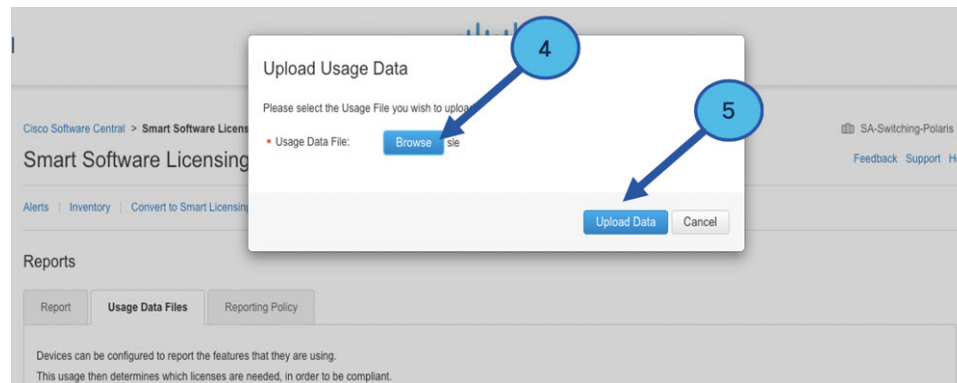 4
Upload Usage Data
Please select the Usage File you wish to upload
5
Cisco Software Central > Smart Software Licens
SA-Switching-Polaris
* Usage Data File: Browse sle
Smart Software Licensing
Feedback Support H
Alerts | Inventory | Convert to Smart Licensing
Upload Data Cancel
Reports
Report Usage Data Files Reporting Policy
Devices can be configured to report the features that they are using.
This usage then determines which licenses are needed, in order to be compliant.